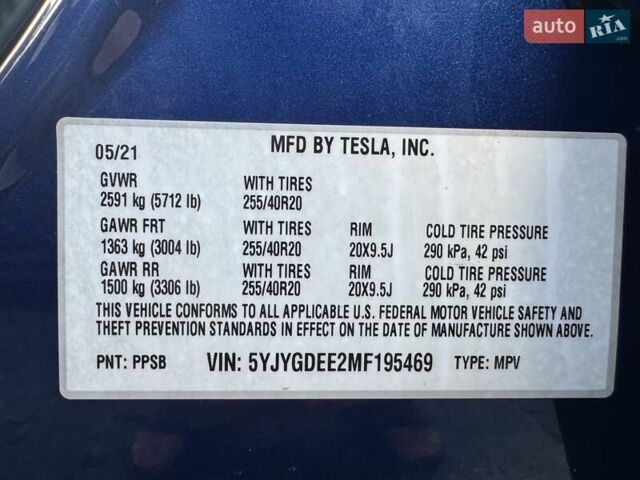 auto RIA.com
05/21 MFD BY TESLA, INC.
GVWR WITH TIRES
2591 kg (5712 lb) 255/40R20
GAWR FRT WITH TIRES RIM COLD TIRE PRESSURE
1363 kg (3004 lb) 255/40R20 20X9.5J 290 kPa, 42 psi
GAWR RR WITH TIRES RIM COLD TIRE PRESSURE
1500 kg (3306 lb) 255/40R20 20X9.5J 290 kPa, 42 psi
THIS VEHICLE CONFORMS TO ALL APPLICABLE U.S. FEDERAL MOTOR VEHICLE SAFETY AND
THEFT PREVENTION STANDARDS IN EFFECT ON THE DATE OF MANUFACTURE SHOWN ABOVE.
PNT: PPSB VIN: 5YJYGDEE2MF195469 TYPE: MPV